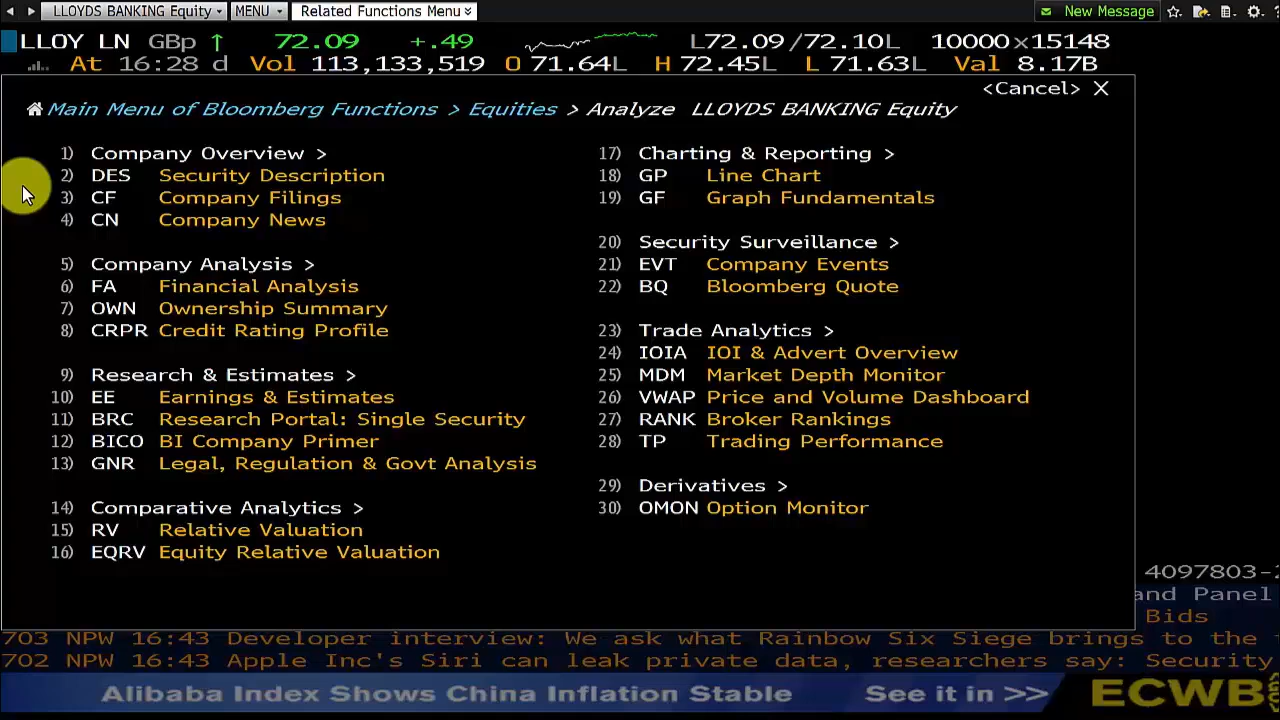 LLOYDS BANKING Equity MENU Related Functions Menu New Message
LLOY LN GBp ↑ 72.09 +.49 L72.09/72.10L 10000x15148
At 16:28 d Vol 113,133,519 O 71.64L H 72.45L L 71.63L Val 8.17B
<Cancel> X
Main Menu of Bloomberg Functions > Equities > Analyze LLOYDS BANKING Equity
1) Company Overview >
2) DES Security Description
3) CF Company Filings
4) CN Company News
5) Company Analysis >
6) FA Financial Analysis
7) OWN Ownership Summary
8) CRPR Credit Rating Profile
9) Research & Estimates >
10) EE Earnings & Estimates
11) BRC Research Portal: Single Security
12) BICO BI Company Primer
13) GNR Legal, Regulation & Govt Analysis
14) Comparative Analytics >
15) RV Relative Valuation
16) EQRV Equity Relative Valuation
17) Charting & Reporting >
18) GP Line Chart
19) GF Graph Fundamentals
20) Security Surveillance >
21) EVT Company Events
22) BQ Bloomberg Quote
23) Trade Analytics >
24) IOIA IOI & Advert Overview
25) MDM Market Depth Monitor
26) VWAP Price and Volume Dashboard
27) RANK Broker Rankings
28) TP Trading Performance
29) Derivatives >
30) OMON Option Monitor
4097803-
and Panel
Bids
703 NPW 16:43 Developer interview: We ask what Rainbow Six Siege brings to the
702 NPW 16:43 Apple Inc's Siri can leak private data, researchers say: Security
Alibaba Index Shows China Inflation Stable See it in >> ECWB